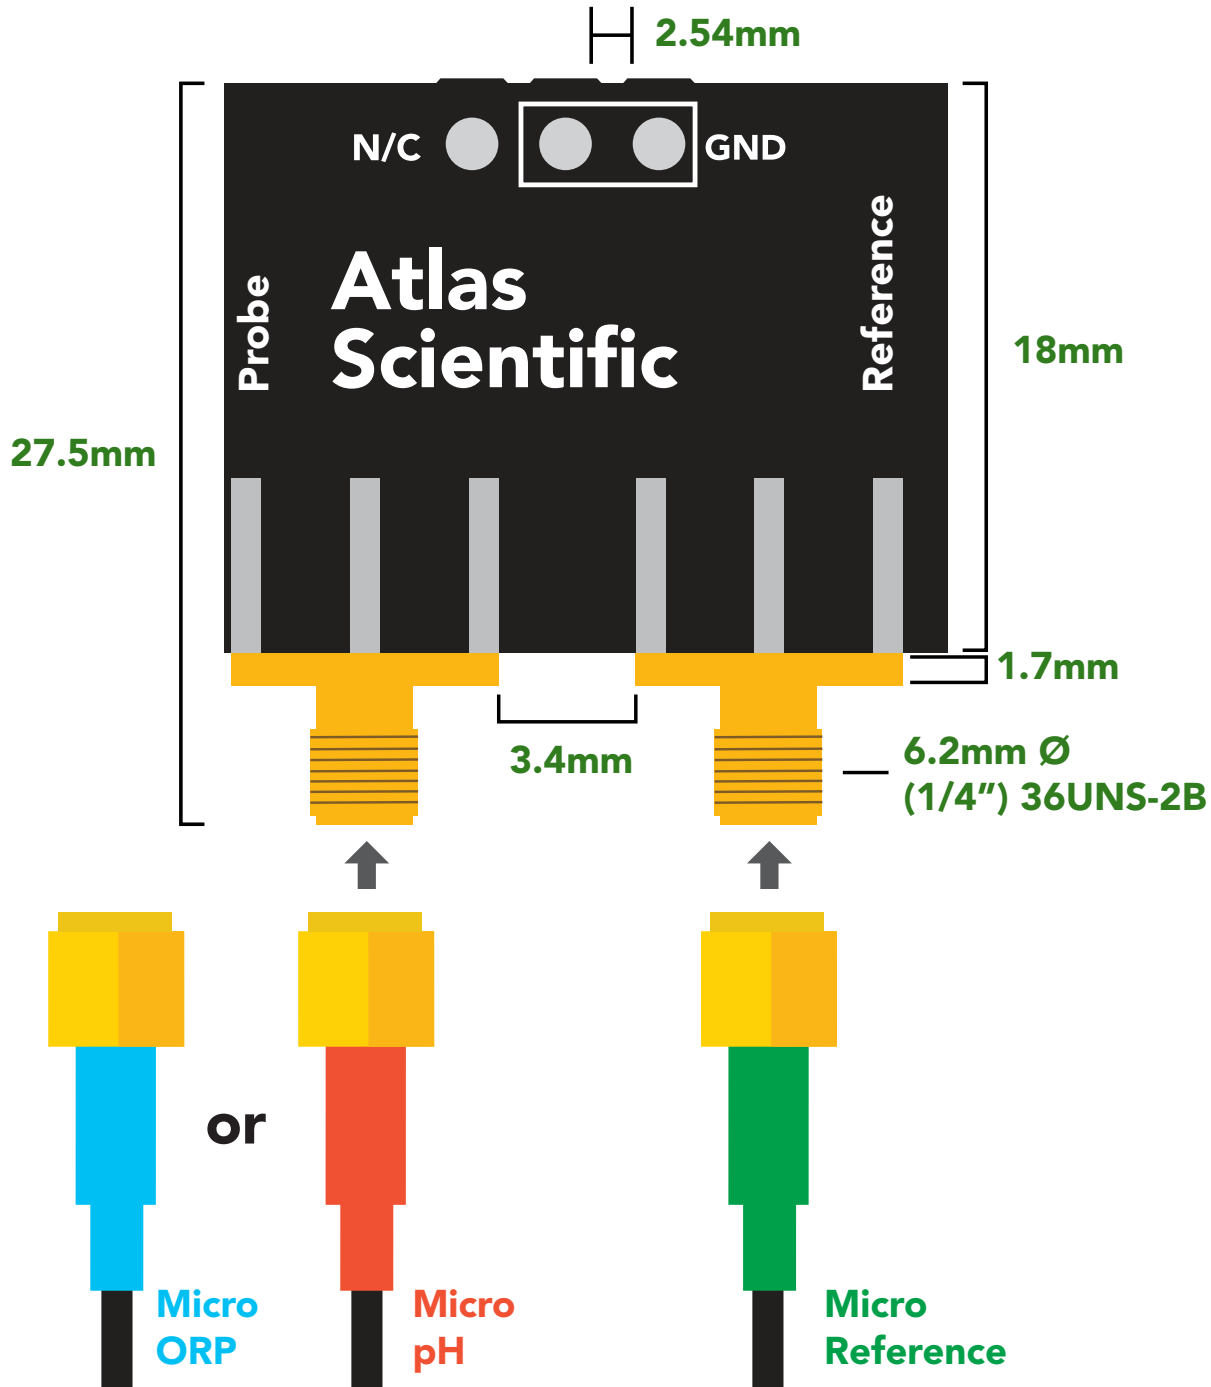 2.54mm
N/C
GND
Probe
Atlas
Scientific
Reference
18mm
27.5mm
1.7mm
3.4mm
6.2mm Ø
(1/4”) 36UNS-2B
or
Micro
ORP
Micro
pH
Micro
Reference